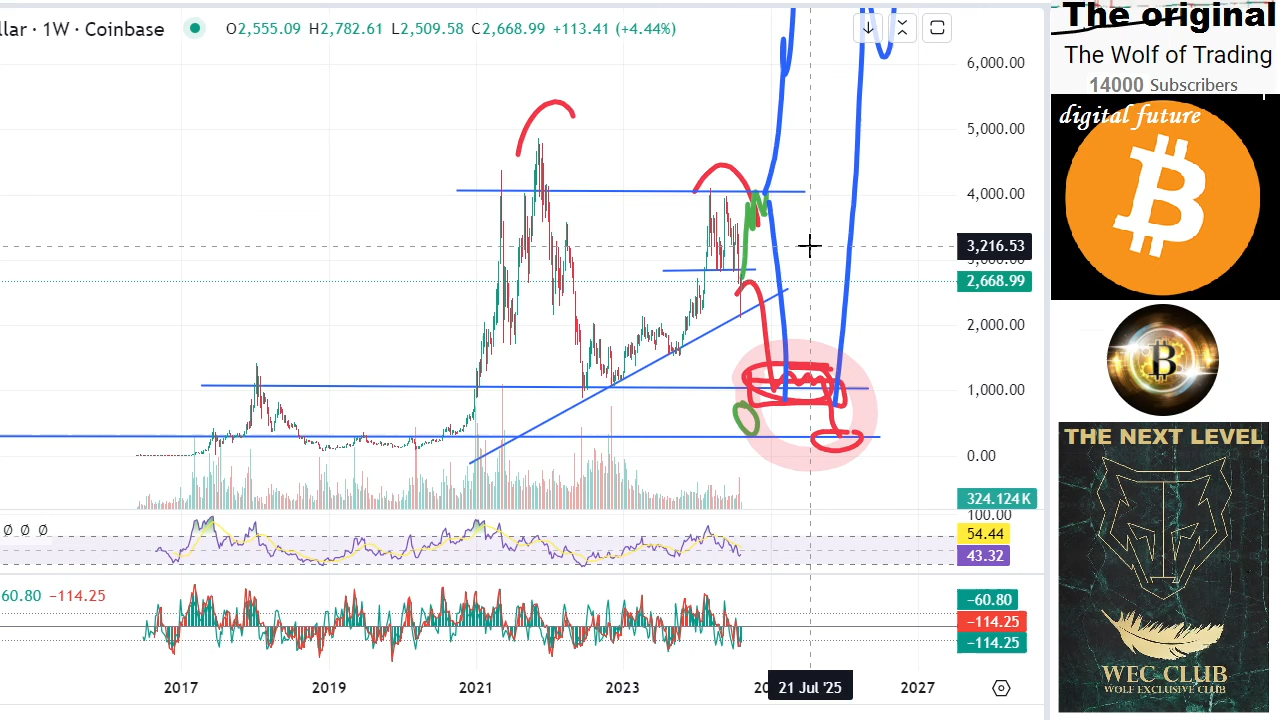 llar · 1W · Coinbase
O2,555.09 H2,782.61 L2,509.58 C2,668.99 +113.41 (+4.44%)
6,000.00
5,000.00
4,000.00
3,216.53
2,668.99
2,000.00
1,000.00
0.00
324.124K
100.00
Ø Ø Ø
54.44
43.32
60.80 −114.25
−60.80
−114.25
−114.25
2017
2019
2021
2023
21 Jul '25
2027
The original
The Wolf of Trading
14000 Subscribers
digital future
THE NEXT LEVEL
WEC CLUB
WOLF EXCLUSIVE CLUB